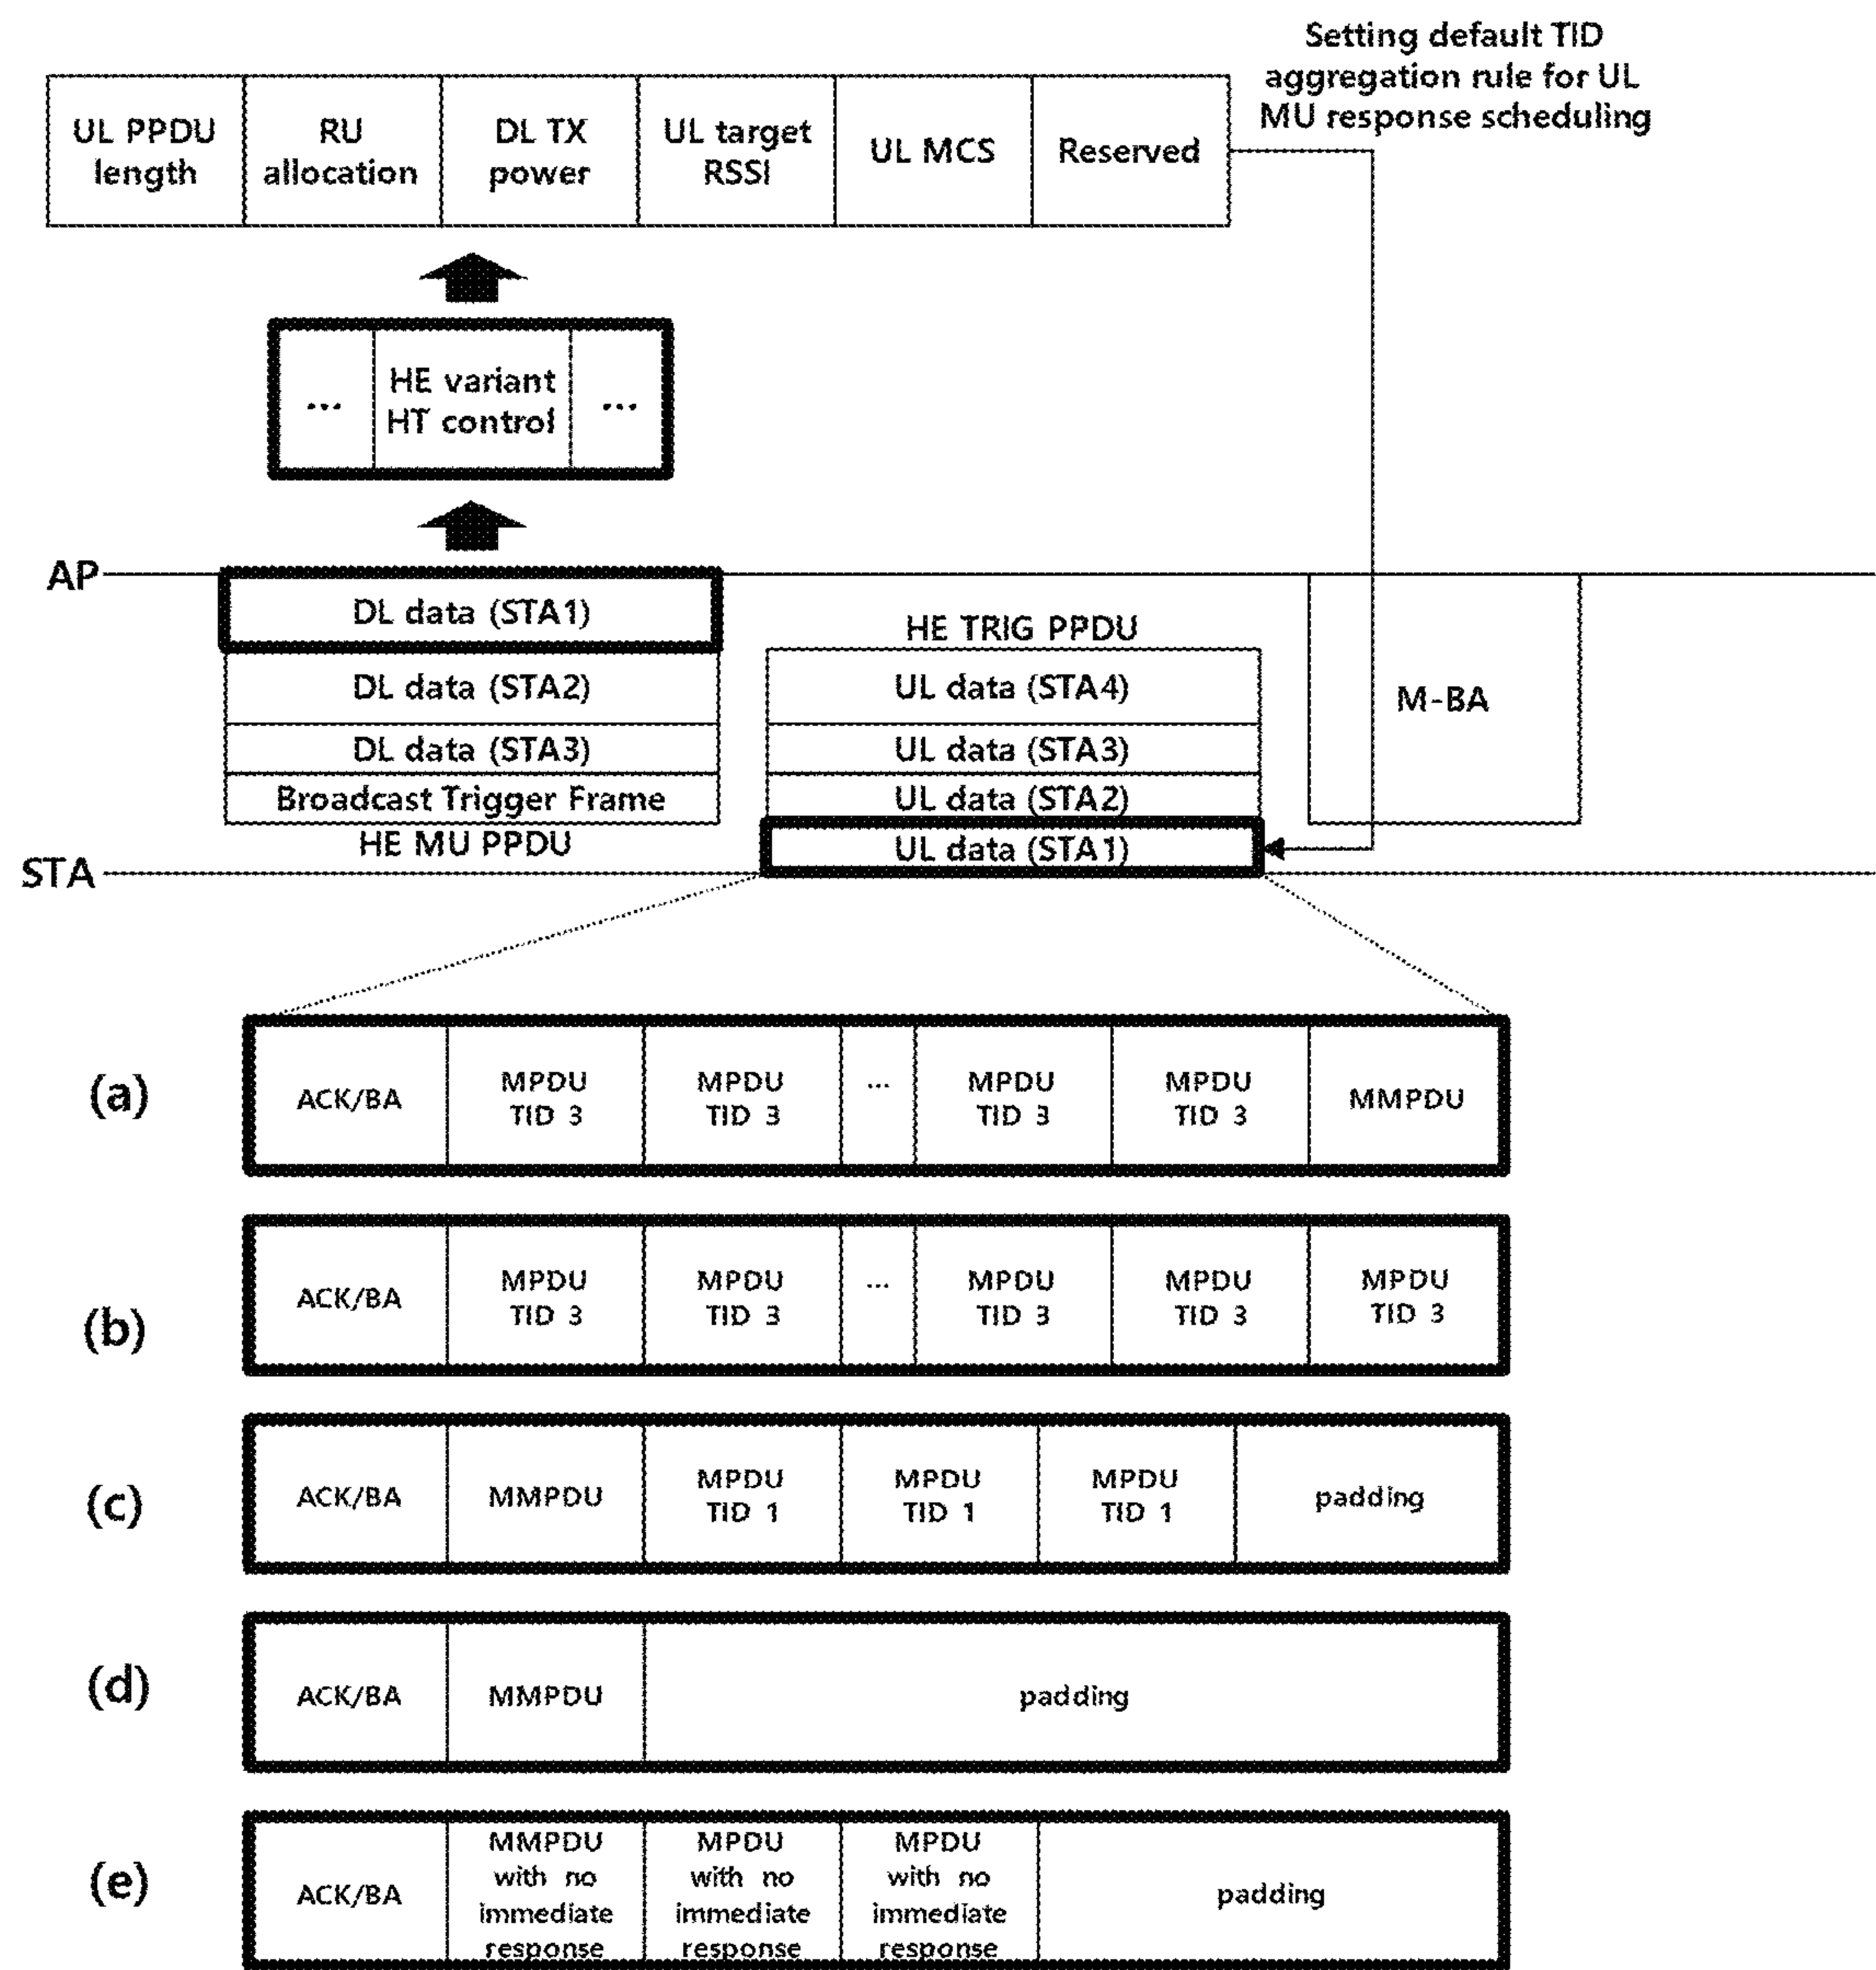 Setting default TID
aggregation rule for UL
MU response scheduling
UL PPDU
length
RU
allocation
DL TX
power
UL target
RSSI
UL MCS
Reserved
...
HE variant
HT control
...
AP
DL data (STA1)
DL data (STA2)
DL data (STA3)
Broadcast Trigger Frame
HE MU PPDU
HE TRIG PPDU
UL data (STA4)
UL data (STA3)
UL data (STA2)
UL data (STA1)
M-BA
STA
(a)
ACK/BA
MPDU
TID 3
MPDU
TID 3
...
MPDU
TID 3
MPDU
TID 3
MMPDU
(b)
ACK/BA
MPDU
TID 3
MPDU
TID 3
...
MPDU
TID 3
MPDU
TID 3
MPDU
TID 3
(c)
ACK/BA
MMPDU
MPDU
TID 1
MPDU
TID 1
MPDU
TID 1
padding
(d)
ACK/BA
MMPDU
padding
(e)
ACK/BA
MMPDU
with no
immediate
response
MPDU
with no
immediate
response
MPDU
with no
immediate
response
padding